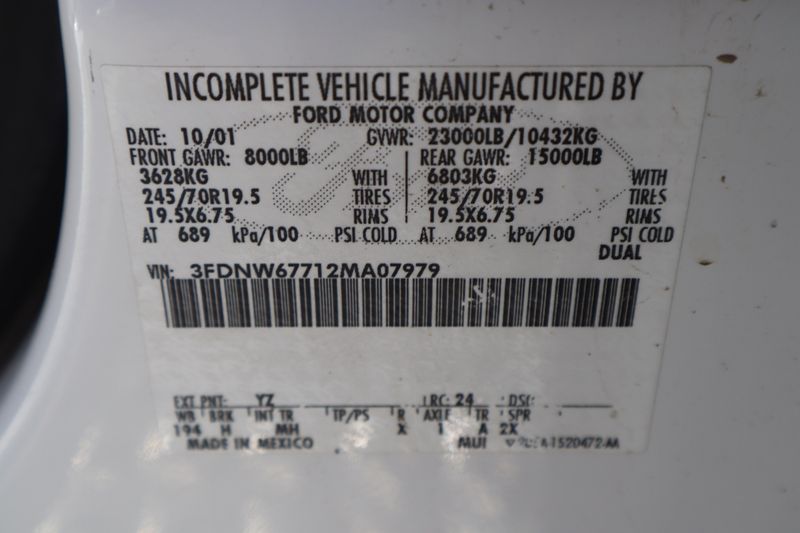 INCOMPLETE VEHICLE MANUFACTURED BY
FORD MOTOR COMPANY
DATE: 10/01 GVWR: 23000LB/10432KG
FRONT GAWR: 8000LB REAR GAWR: 15000LB
3628KG WITH 6803KG WITH
245/70R19.5 TIRES 245/70R19.5 TIRES
19.5X6.75 RIMS 19.5X6.75 RIMS
AT 689 kPa/100 PSI COLD AT 689 kPa/100 PSI COLD
DUAL
VIN: 3FDNW67712MA07979
EXT PNT: YZ RC: 24 DSO:
WB BRK INT TR TP/PS R AXLE TR SPR
194 H MH X 1 A 2X
MADE IN MEXICO